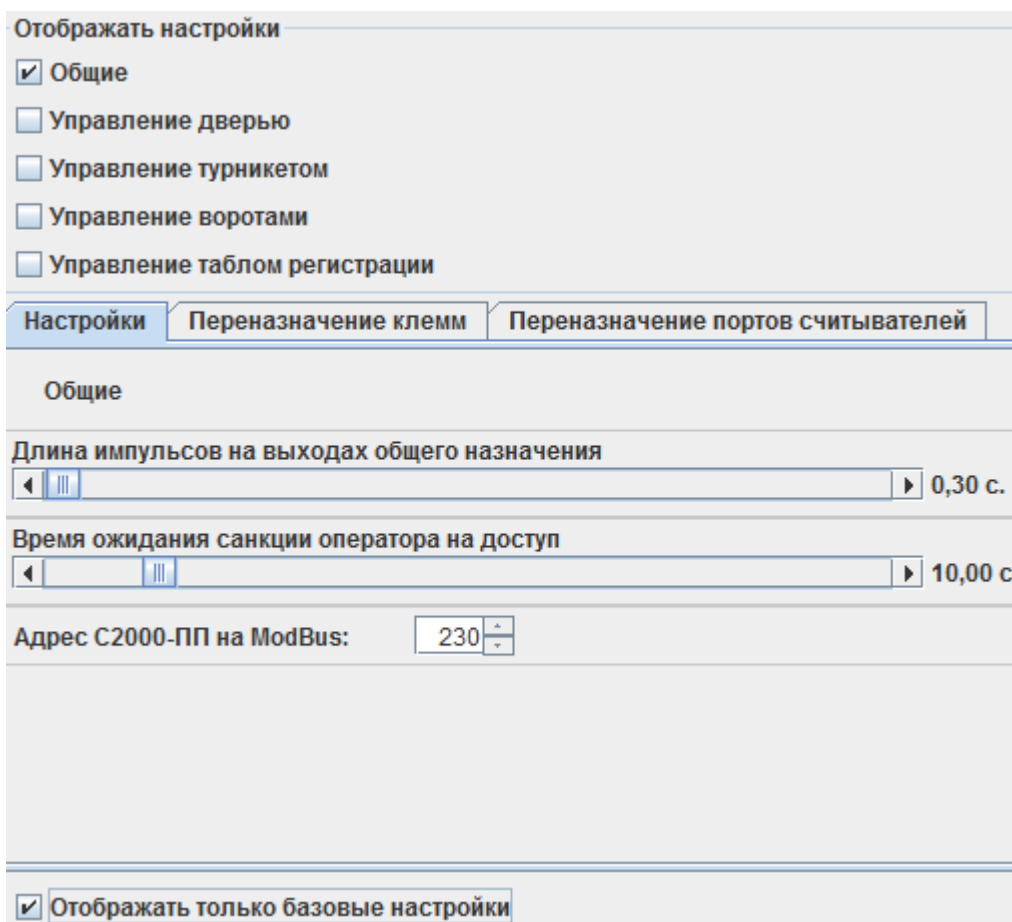 Отображать настройки
Общие
Управление дверью
Управление турникетом
Управление воротами
Управление таблом регистрации
Настройки Переназначение клемм Переназначение портов считывателей
Общие
Длина импульсов на выходах общего назначения
0,30 с.
Время ожидания санкции оператора на доступ
10,00 с
Адрес С2000-ПП на ModBus: 230
Отображать только базовые настройки